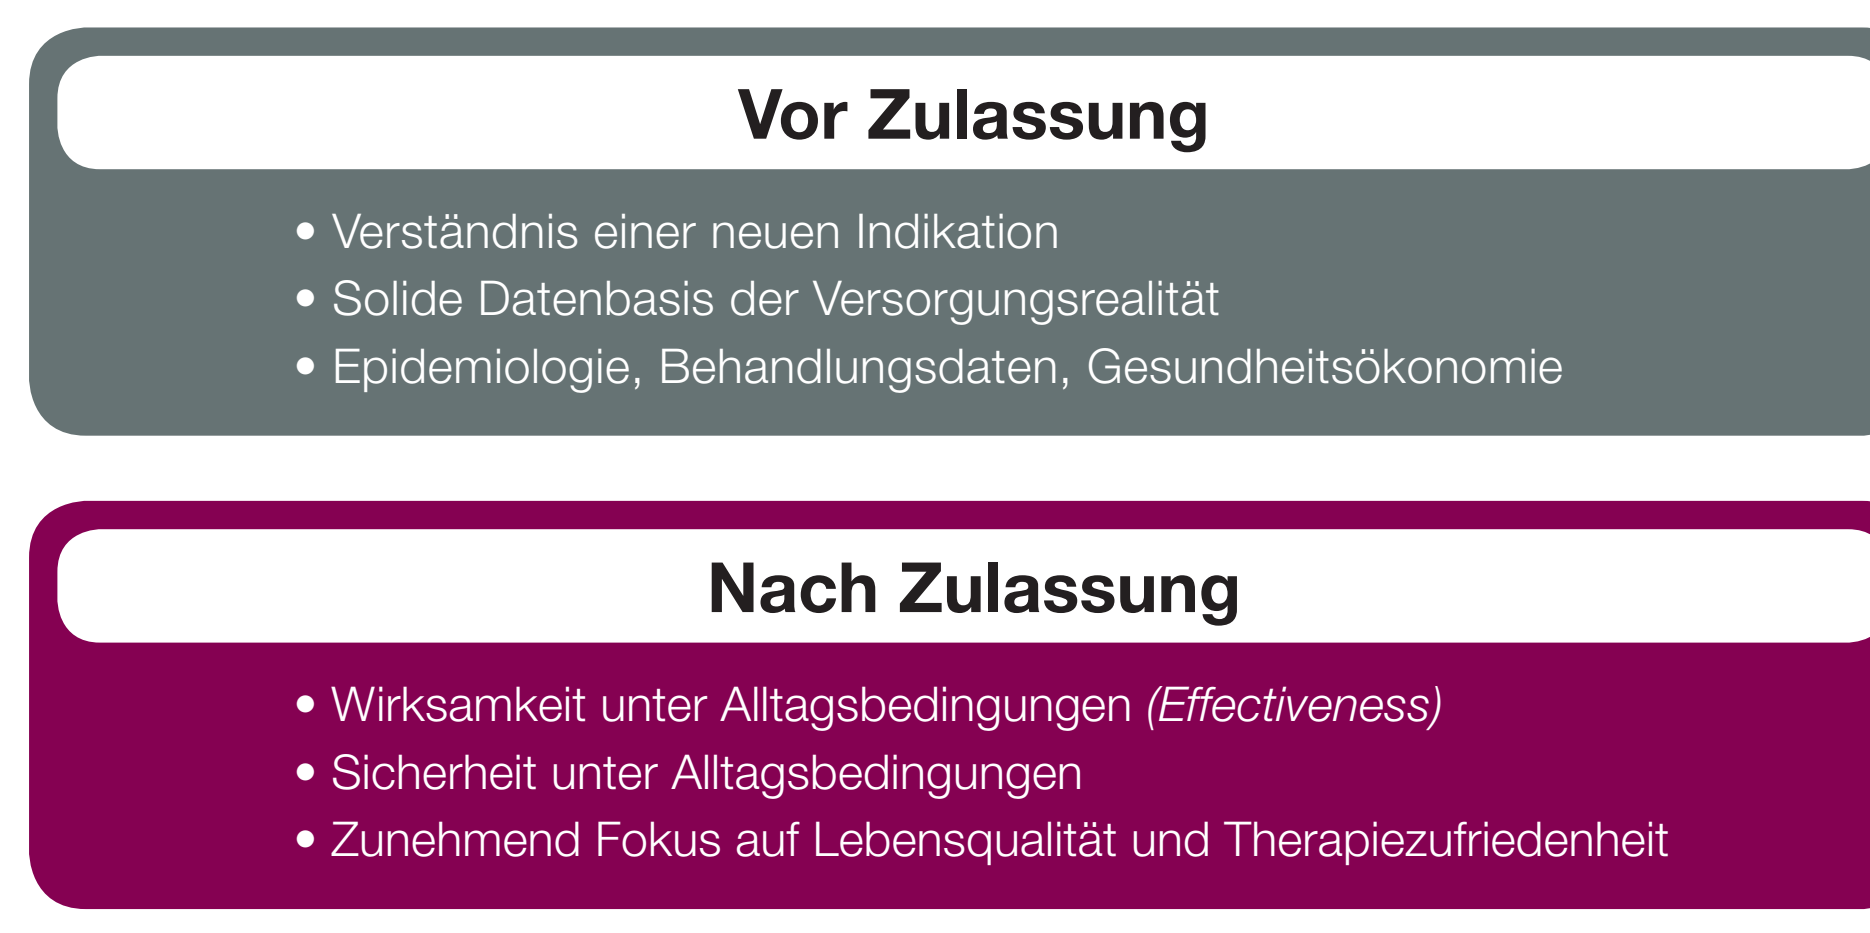 Vor Zulassung
• Verständnis einer neuen Indikation
• Solide Datenbasis der Versorgungsrealität
• Epidemiologie, Behandlungsdaten, Gesundheitsökonomie
Nach Zulassung
• Wirksamkeit unter Alltagsbedingungen (Effectiveness)
• Sicherheit unter Alltagsbedingungen
• Zunehmend Fokus auf Lebensqualität und Therapiezufriedenheit